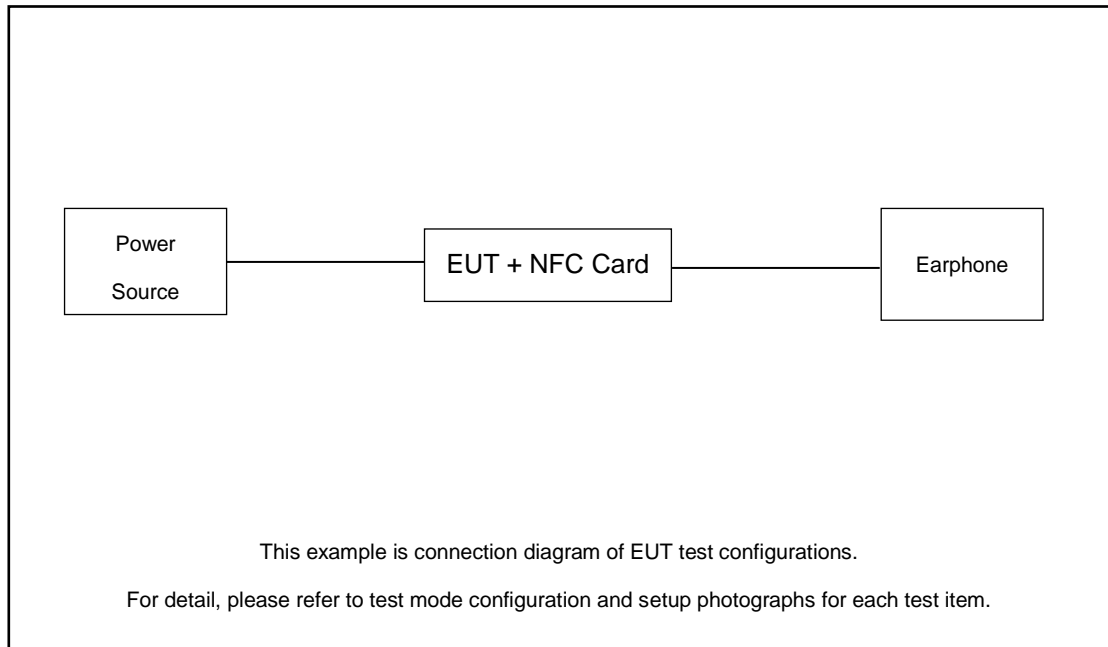 Power
Source
EUT + NFC Card
Earphone
This example is connection diagram of EUT test configurations.
For detail, please refer to test mode configuration and setup photographs for each test item.